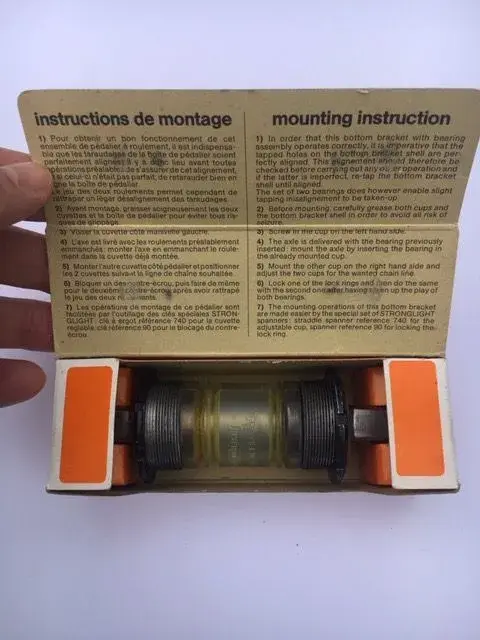 instructions de montage
1) Pour obtenir un bon fonctionnement de cet
ensemble de pédalier à roulement, il est indispensa-
ble que les taraudages de la boîte de pédalier soient
parfaitement alignés. Il y a donc lieu avant toutes
opérations préalables de s'assurer de cet alignement.
si celui-ci n'était pas parfait, de retarauder bien en
ligne la boîte de pédalier.
Le jeu des deux roulements permet cependant de
rattraper un léger désalignement des taraudages.
2) Avant montage, graisser soigneusement les
cuvettes et la boîte de pédalier pour éviter tous ris-
ques de grippage.
3) Visser la cuvette côté manivelle gauche.
4) L'axe est livré avec les roulements préalablement
emmanchés: monter l'axe en emmanchant le roule-
ment dans la cuvette déjà montée.
5) Monter l'autre cuvette côté pédalier et positionner
les 2 cuvettes suivant la ligne de chaîne souhaitée.
6) Bloquer un des contre-écrou, puis faire de même
pour le deuxième contre-écrou après avoir rattrapé
le jeu des deux roulements.
7) Les opérations de montage de ce pédalier sont
facilitées par l'outillage des clés spéciales STRON-
GLIGHT: clé à ergot référence 740 pour la cuvette
réglable, clé référence 90 pour le blocage du contre-
écrou.
mounting instruction
1) In order that this bottom bracket with bearing
assembly operates correctly, it is imperative that the
tapped holes on the bottom bracket shell are per-
fectly aligned. This alignment should therefore be
checked before carrying out any other operation and
if the latter is imperfect, re-tap the bottom bracket
shell until aligned.
The set of two bearings does however enable slight
tapping misalignement to be taken-up.
2) Before mounting, carefully grease both cups and
the bottom bracket shell in order to avoid all risk of
seizure.
3) Screw in the cup on the left hand side.
4) The axle is delivered with the bearing previously
inserted: mount the axle by inserting the bearing in
the already mounted cup.
5) Mount the other cup on the right hand side and
adjust the two cups for the wanted chain line.
6) Lock one of the lock rings and then do the same
with the second one after having taken up the play of
both bearings.
7) The mounting operations of this bottom bracket
are made easier by the special set of STRONGLIGHT
spanners: straddle spanner reference 740 for the
adjustable cup, spanner reference 90 for locking the
lock ring.